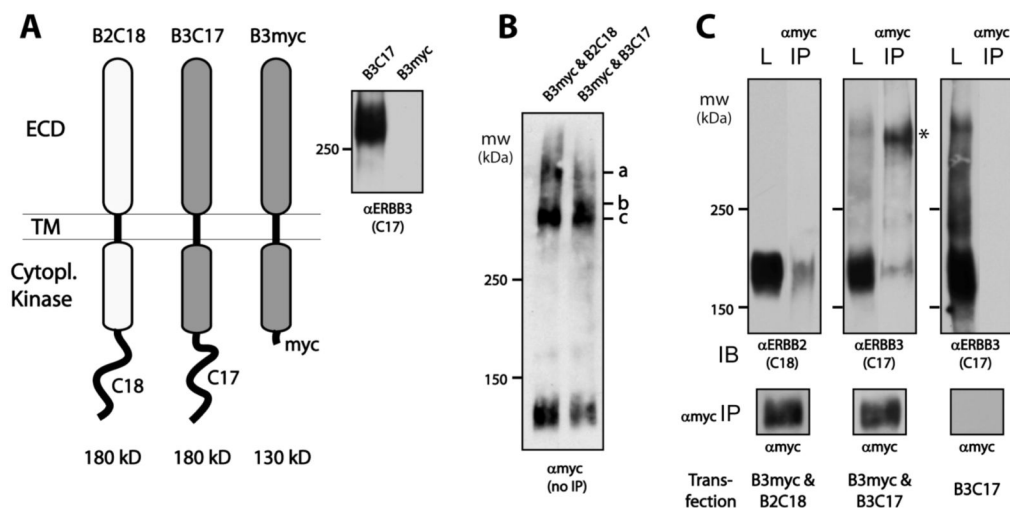 A
B2C18 B3C17 B3myc
ECD
TM
Cytopl.
Kinase
C18
C17
myc
180 kD 180 kD 130 kD
B3C17
B3myc
250
αERBB3
(C17)
B
B3myc & B2C18
B3myc & B3C17
mw
(kDa)
a
b
c
250
150
αmyc
(no IP)
C
αmyc αmyc αmyc
L IP L IP L IP
mw
(kDa)
*
250
150
IB
αERBB2
(C18)
αERBB3
(C17)
αERBB3
(C17)
αmyc IP
αmyc αmyc αmyc
Trans-
fection
B3myc &
B2C18
B3myc &
B3C17
B3C17